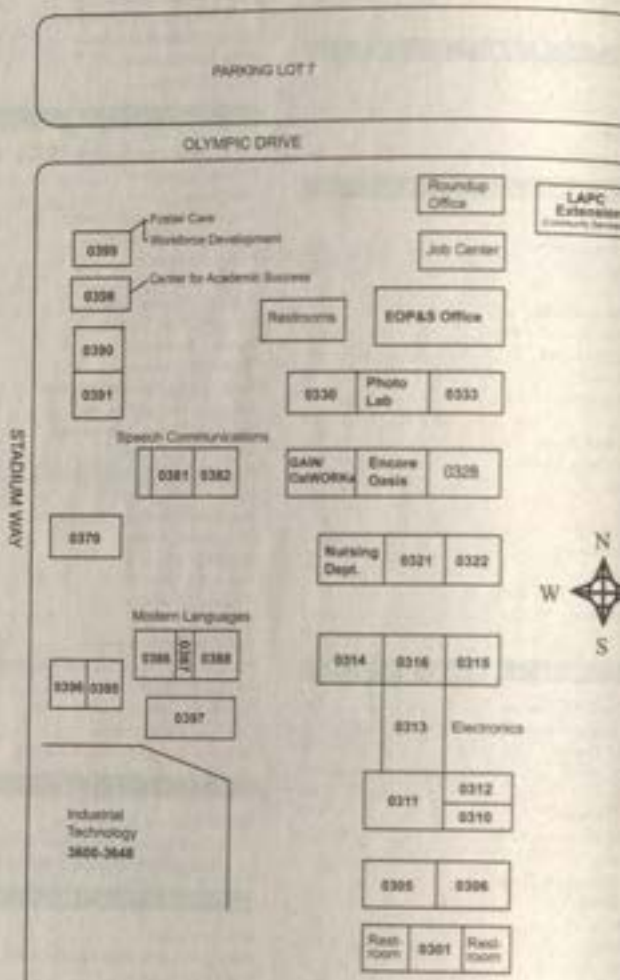 PARKING LOT 7
OLYMPIC DRIVE
Roundup
Office
LAPC
Extension
Foster Care
Workforce Development
0399
Job Center
Center for Academic Success
0398
Restrooms
EOP&S Office
0390
0391
0330
Photo
Lab
0333
Speech Communications
0381
0382
GAIN/
CalWORKs
Encore
Oasis
0328
STADIUM WAY
0370
Nursing
Dept.
0321
0322
N
W
S
Modern Languages
0387
0388
0314
0316
0318
0396
0395
0397
0313
Electronics
0311
0312
0310
Industrial
Technology
3600-3648
0305
0306
Rest-
room
0301
Rest-
room